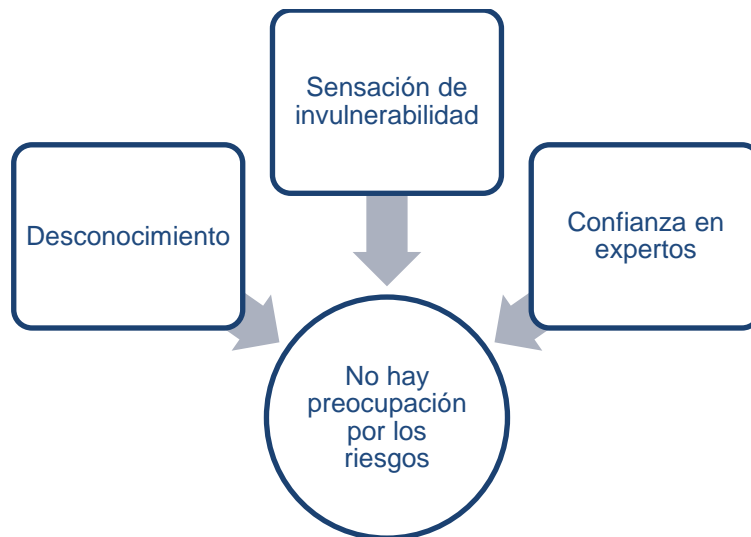 Sensación de
invulnerabilidad
Desconocimiento
Confianza en
expertos
No hay
preocupación
por los
riesgos